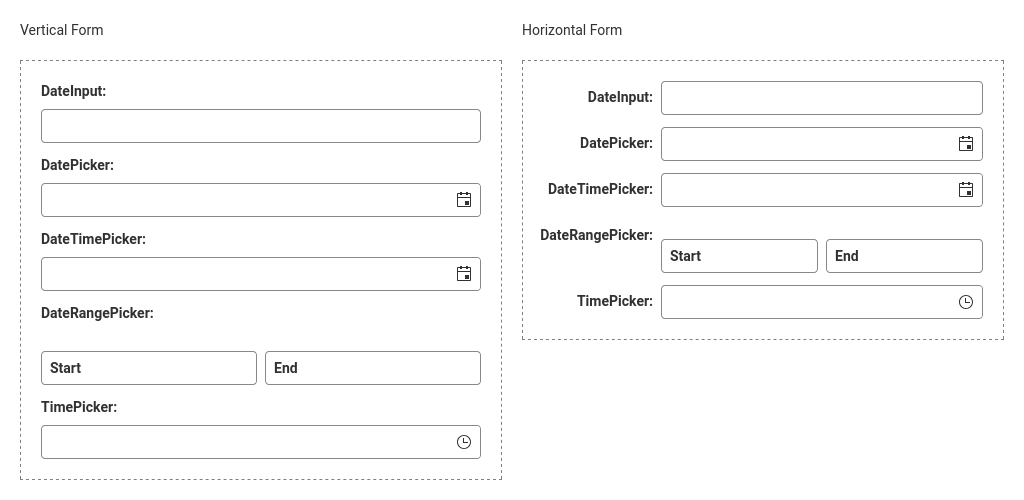 Vertical Form
DateInput:
DatePicker:
DateTimePicker:
DateRangePicker:
Start End
TimePicker:
Horizontal Form
DateInput:
DatePicker:
DateTimePicker:
DateRangePicker:
Start End
TimePicker: